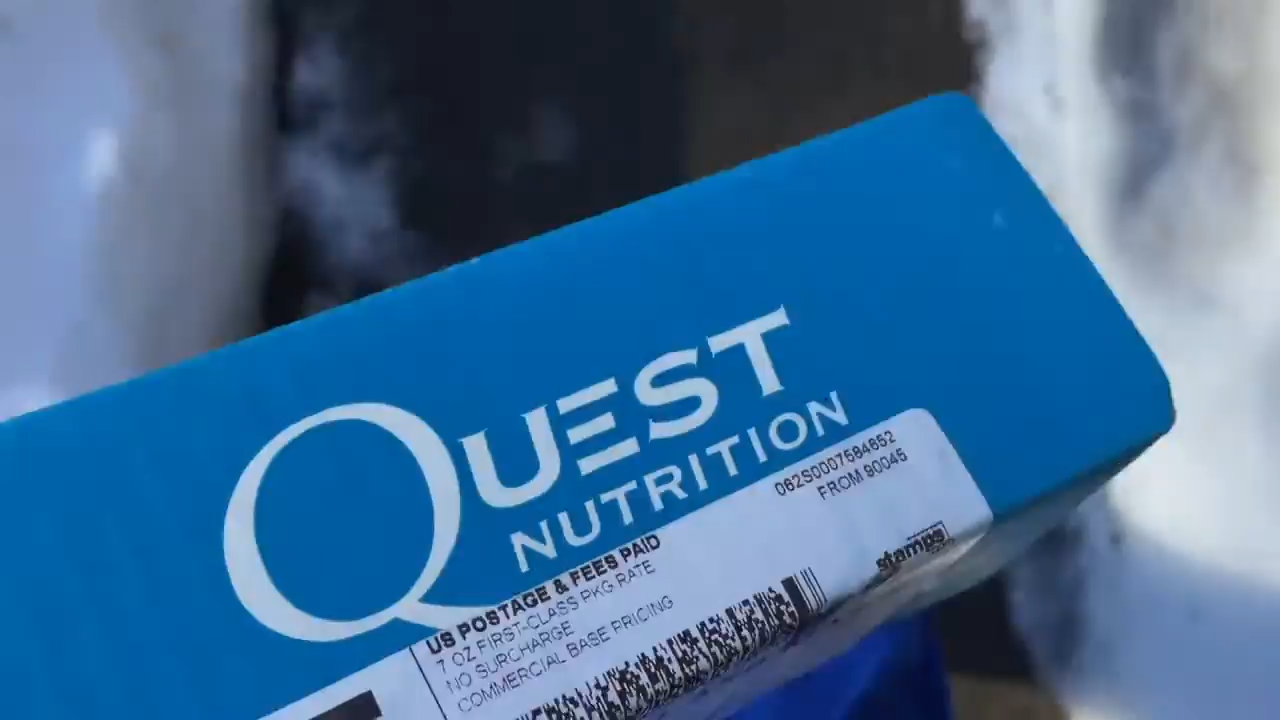 QUEST
NUTRITION
062S0007584652
FROM 90045
stamps
US POSTAGE & FEES PAID
7 OZ FIRST-CLASS PKG RATE
NO SURCHARGE
COMMERCIAL BASE PRICING